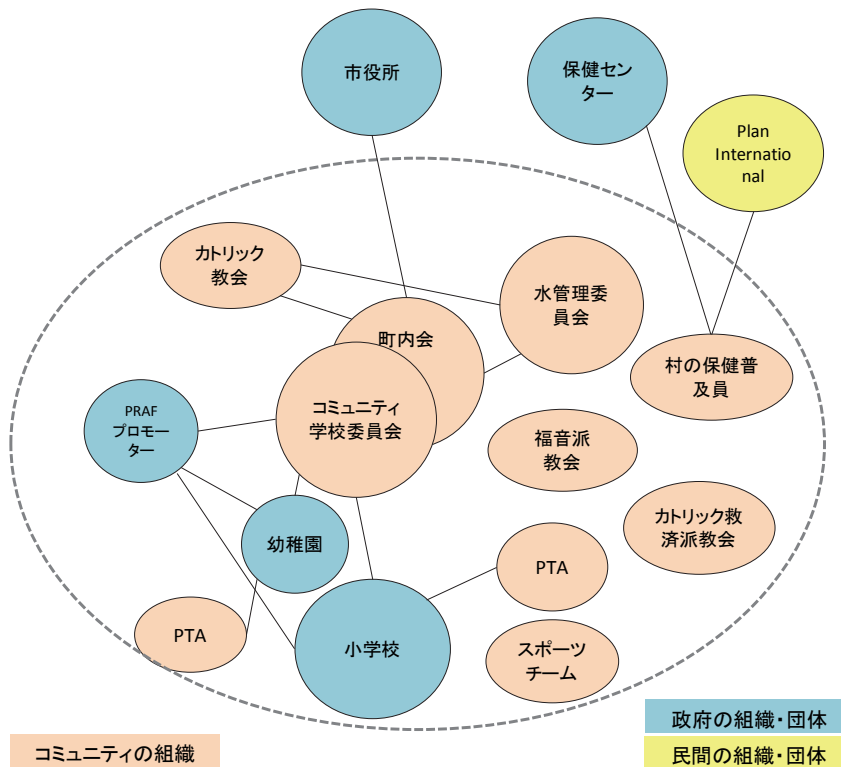 市役所
保健セン
ター
Plan
Internatio
nal
カトリック
教会
水管理委
員会
町内会
村の保健普
及員
コミュニティ
学校委員会
PRAF
プロモー
ター
福音派
教会
カトリック救
済派教会
幼稚園
PTA
PTA
小学校
スポーツ
チーム
政府の組織・団体
コミュニティの組織
民間の組織・団体